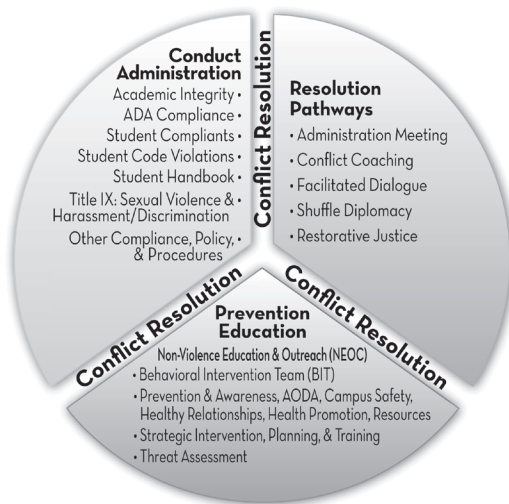 Conduct
Administration
Academic Integrity •
ADA Compliance •
Student Compliants •
Student Code Violations •
Student Handbook •
Title IX: Sexual Violence & •
Harassment/Discrimination
Other Compliance, Policy, •
& Procedures
Conflict Resolution
Resolution
Pathways
• Administration Meeting
• Conflict Coaching
• Facilitated Dialogue
• Shuffle Diplomacy
• Restorative Justice
Conflict Resolution
Conflict Resolution
Prevention
Education
Non-Violence Education & Outreach (NEOC)
• Behavioral Intervention Team (BIT)
• Prevention & Awareness, AODA, Campus Safety,
Healthy Relationships, Health Promotion, Resources
• Strategic Intervention, Planning, & Training
• Threat Assessment